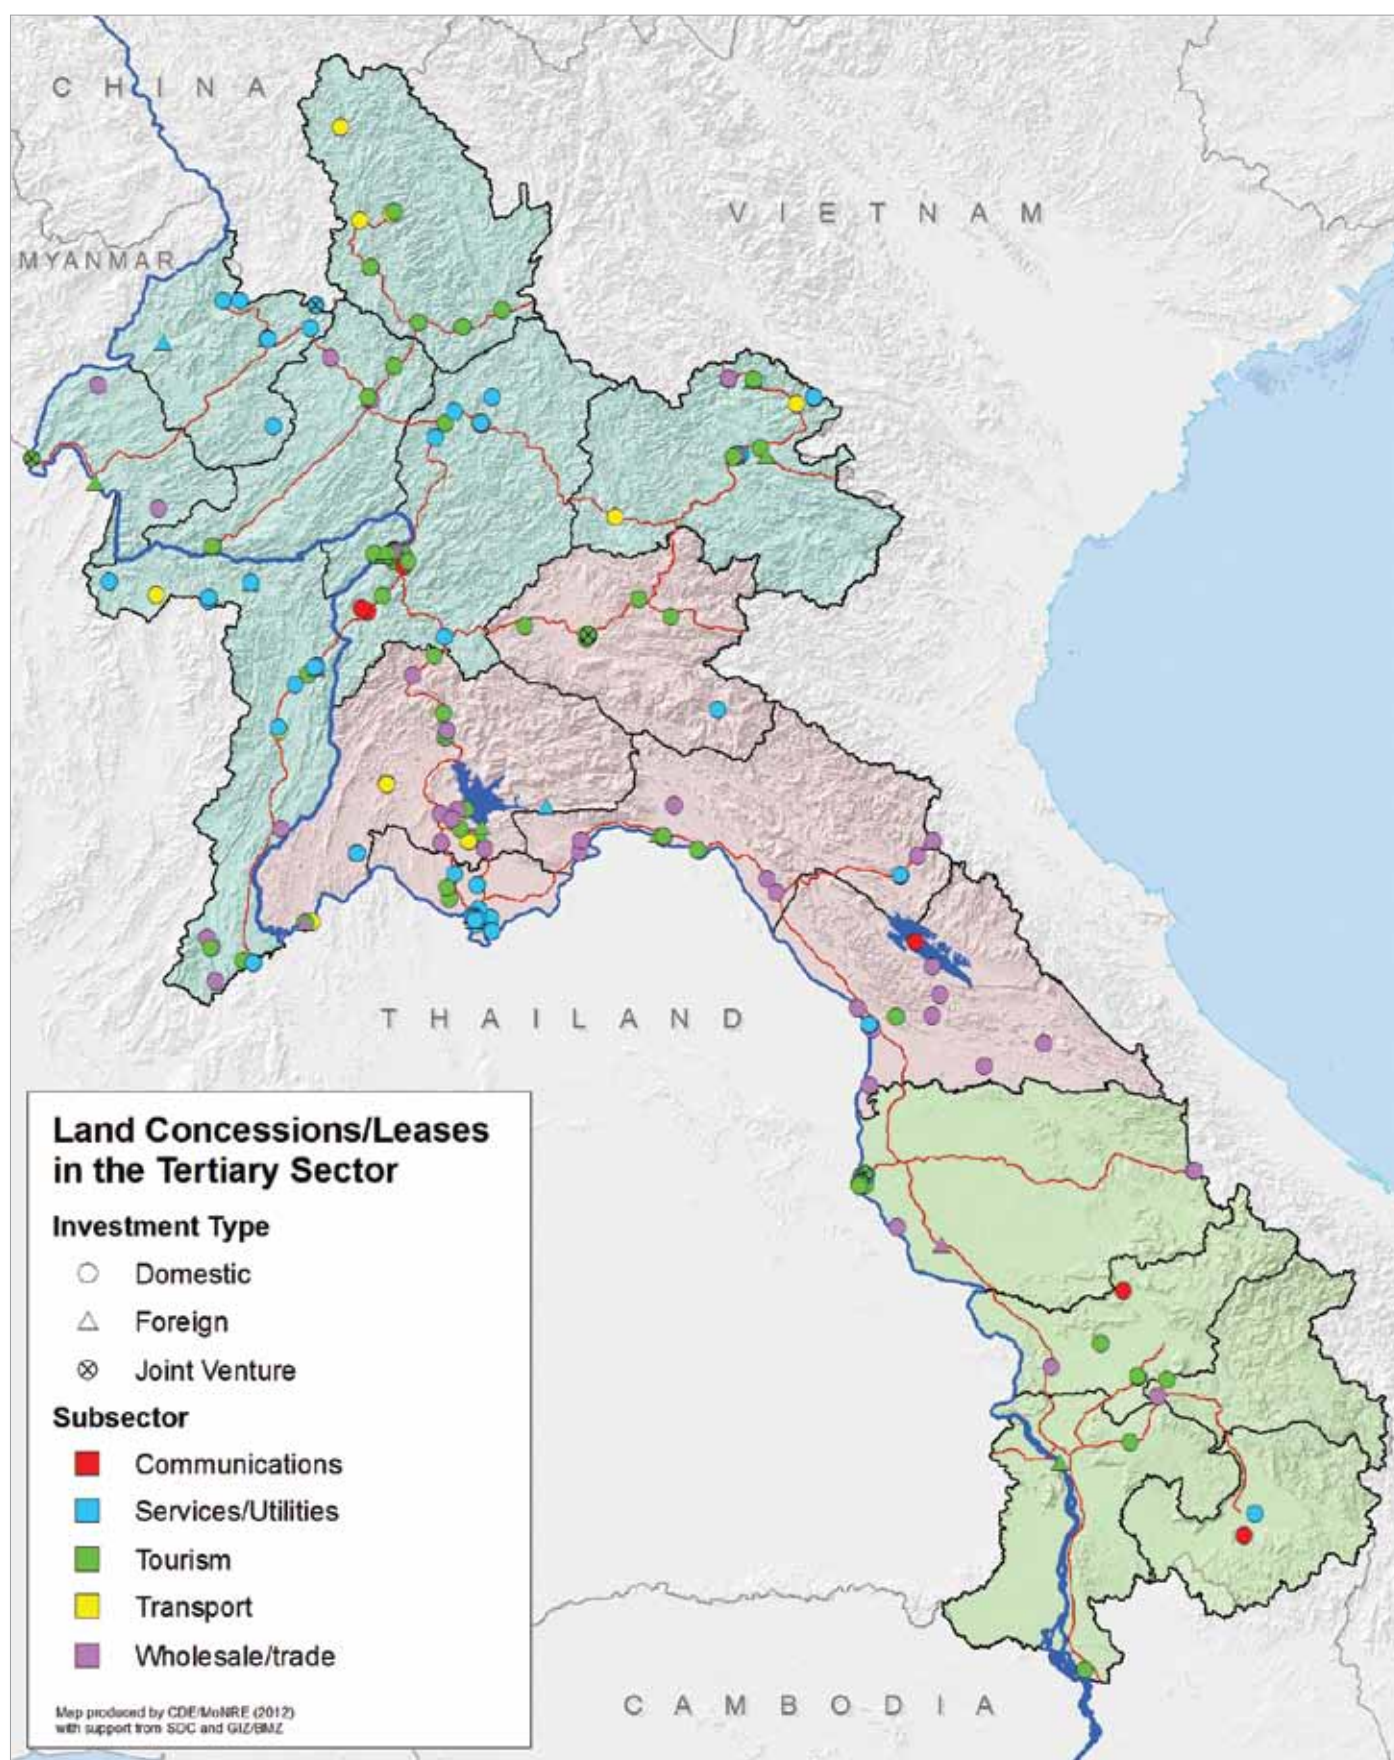 CHINA
VIETNAM
MYANMAR
THAILAND
Land Concessions/Leases
in the Tertiary Sector
Investment Type
Domestic
Foreign
Joint Venture
Subsector
Communications
Services/Utilities
Tourism
Transport
Wholesale/trade
Map produced by CDE/MoNRE (2012)
with support from SDC and GIZ/BMZ
CAMBODIA